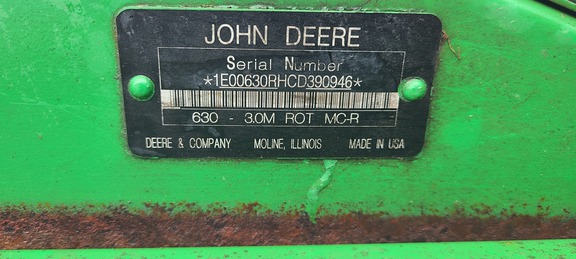 JOHN DEERE
Serial Number
*1E00630RHCD390946*
630 - 3.0M ROT MC-R
DEERE & COMPANY MOLINE, ILLINOIS MADE IN USA